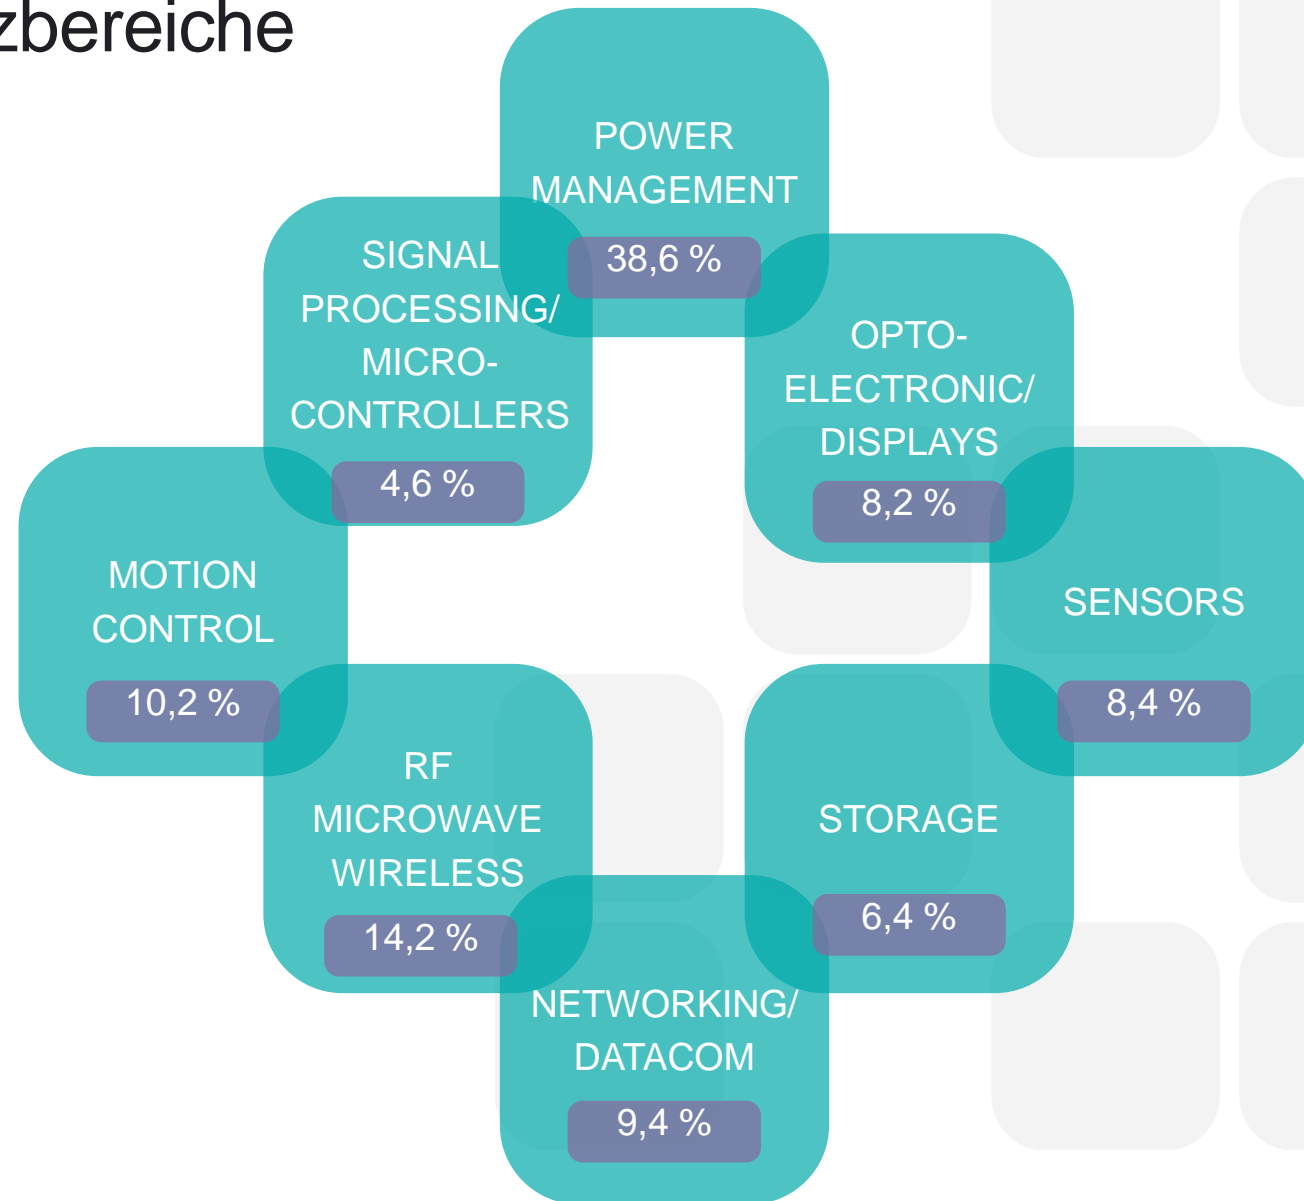 zbereiche
POWER
MANAGEMENT
38,6 %
SIGNAL
PROCESSING/
MICRO-
CONTROLLERS
4,6 %
OPTO-
ELECTRONIC/
DISPLAYS
8,2 %
MOTION
CONTROL
10,2 %
SENSORS
8,4 %
RF
MICROWAVE
WIRELESS
14,2 %
STORAGE
6,4 %
NETWORKING/
DATACOM
9,4 %